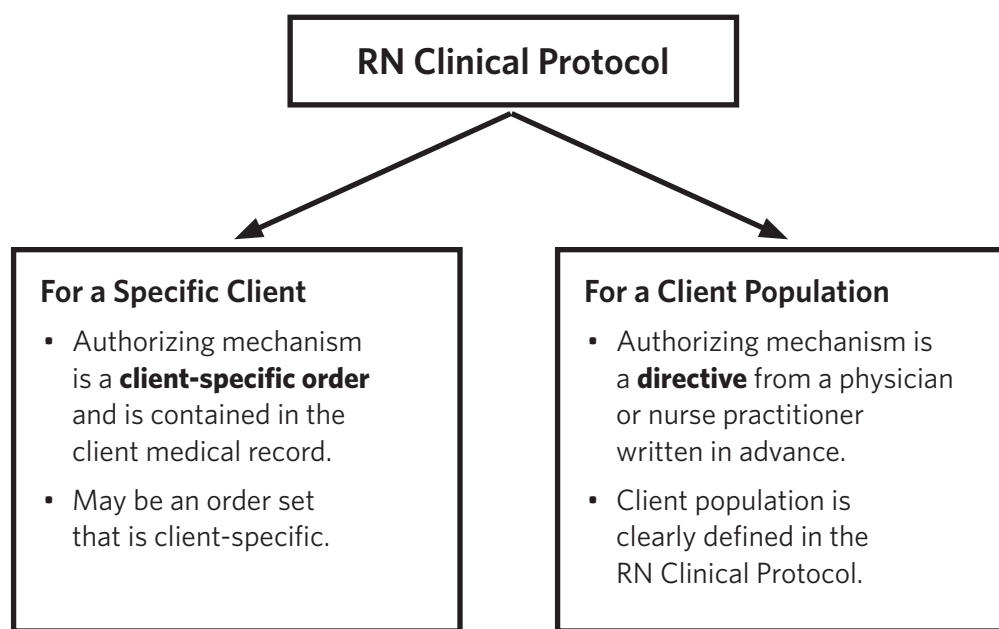 RN Clinical Protocol
For a Specific Client
• Authorizing mechanism
is a client-specific order
and is contained in the
client medical record.
• May be an order set
that is client-specific.
For a Client Population
• Authorizing mechanism is
a directive from a physician
or nurse practitioner
written in advance.
• Client population is
clearly defined in the
RN Clinical Protocol.